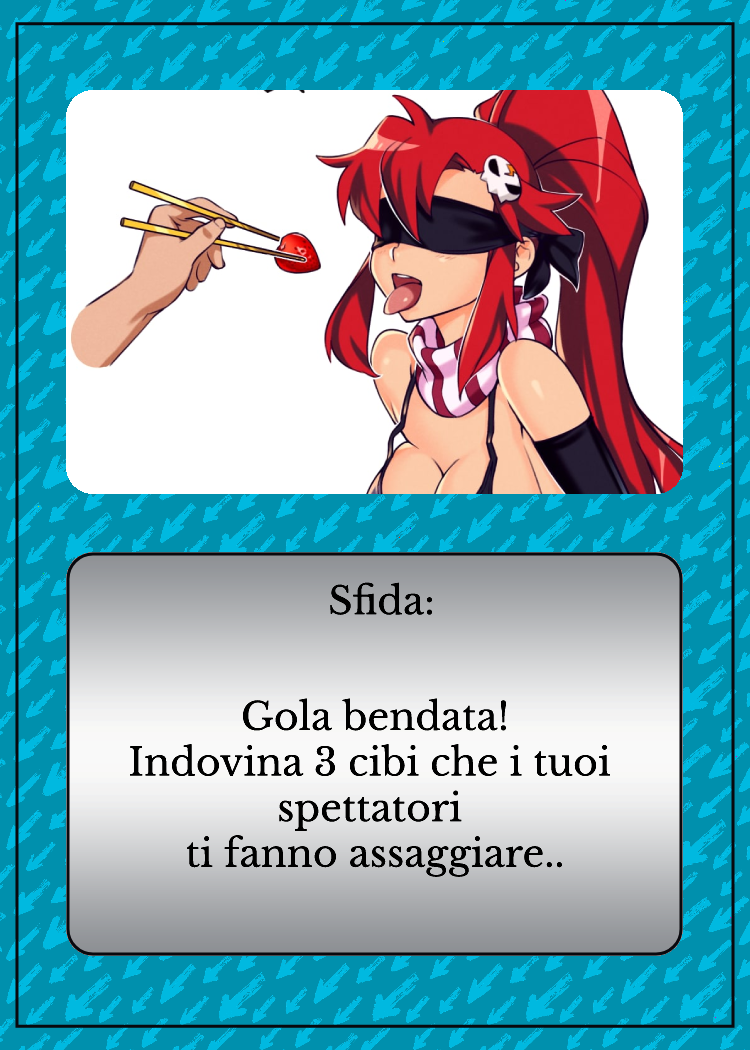 Sfida:
Gola bendata!
Indovina 3 cibi che i tuoi
spettatori
ti fanno assaggiare..